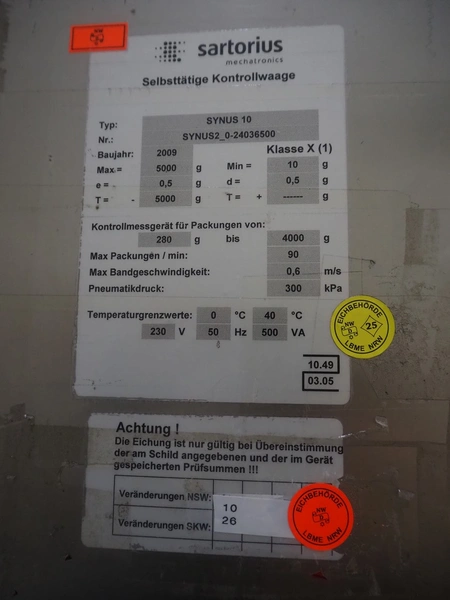 sartorius
mechatronics
Selbsttätige Kontrollwaage
Typ: SYNUS 10
Nr.: SYNUS2_0-24036500
Baujahr: 2009 Klasse X (1)
Max= 5000 g Min = 10 g
e = 0,5 g d = 0,5 g
T= - 5000 g T = + ------ g
Kontrollmessgerät für Packungen von:
280 g bis 4000 g
Max Packungen / min: 90
Max Bandgeschwindigkeit: 0,6 m/s
Pneumatikdruck: 300 kPa
Temperaturgrenzwerte: 0 °C 40 °C
230 V 50 Hz 500 VA
EICHBEHÖRDE
NW 25
LBME NRW
10.49
03.05
Achtung !
Die Eichung ist nur gültig bei Übereinstimmung
der am Schild angegebenen und der im Gerät
gespeicherten Prüfsummen !!!
Veränderungen NSW: 10
Veränderungen SKW: 26
EICHBEHÖRDE
NW
LBME NRW